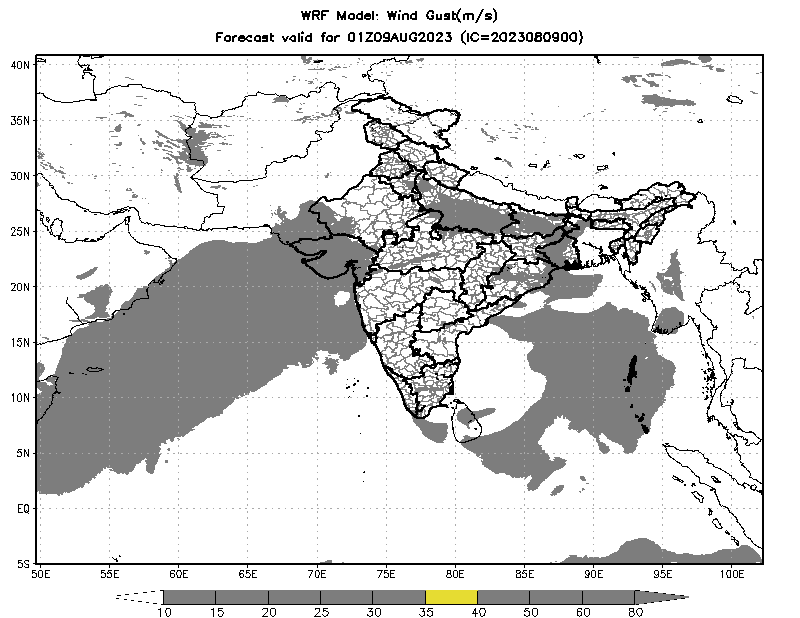 WRF Model: Wind Gust(m/s)
Forecast valid for 01Z09AUG2023 (IC=2023080900)
40N
35N
30N
25N
20N
15N
10N
5N
EQ
5S
50E 55E 60E 65E 70E 75E 80E 85E 90E 95E 100E
10 15 20 25 30 35 40 50 60 80